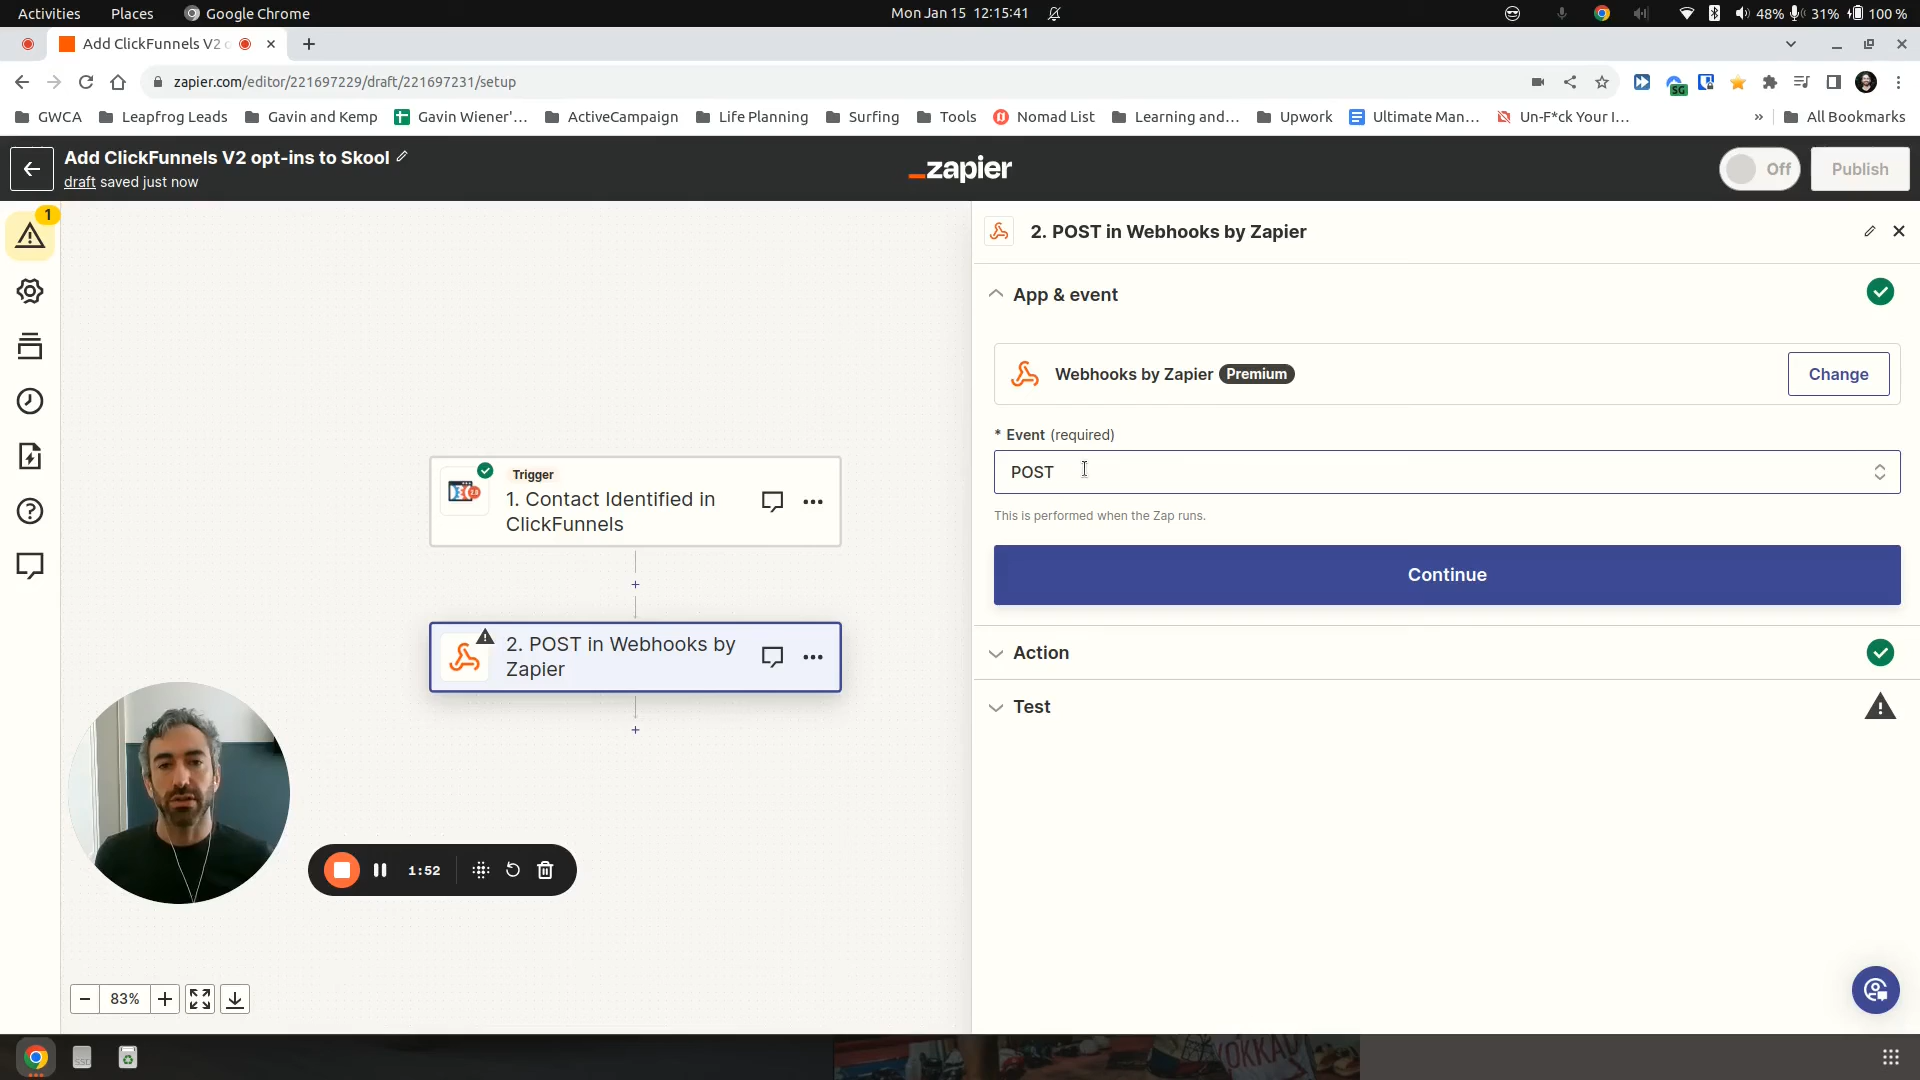 Activities Places Google Chrome Mon Jan 15 12:15:41 48% 31% 100 %
Add ClickFunnels V2 o
zapier.com/editor/221697229/draft/221697231/setup
SG
GWCA Leapfrog Leads Gavin and Kemp Gavin Wiener'... ActiveCampaign Life Planning Surfing Tools Nomad List Learning and... Upwork Ultimate Man... Un-F*ck Your I... » All Bookmarks
Add ClickFunnels V2 opt-ins to Skool
draft saved just now
_zapier
Off
Publish
1
2. POST in Webhooks by Zapier
App & event
Webhooks by Zapier Premium
Change
* Event (required)
POST
This is performed when the Zap runs.
Continue
Action
Test
Trigger
1. Contact Identified in
ClickFunnels
2. POST in Webhooks by
Zapier
1:52
83%